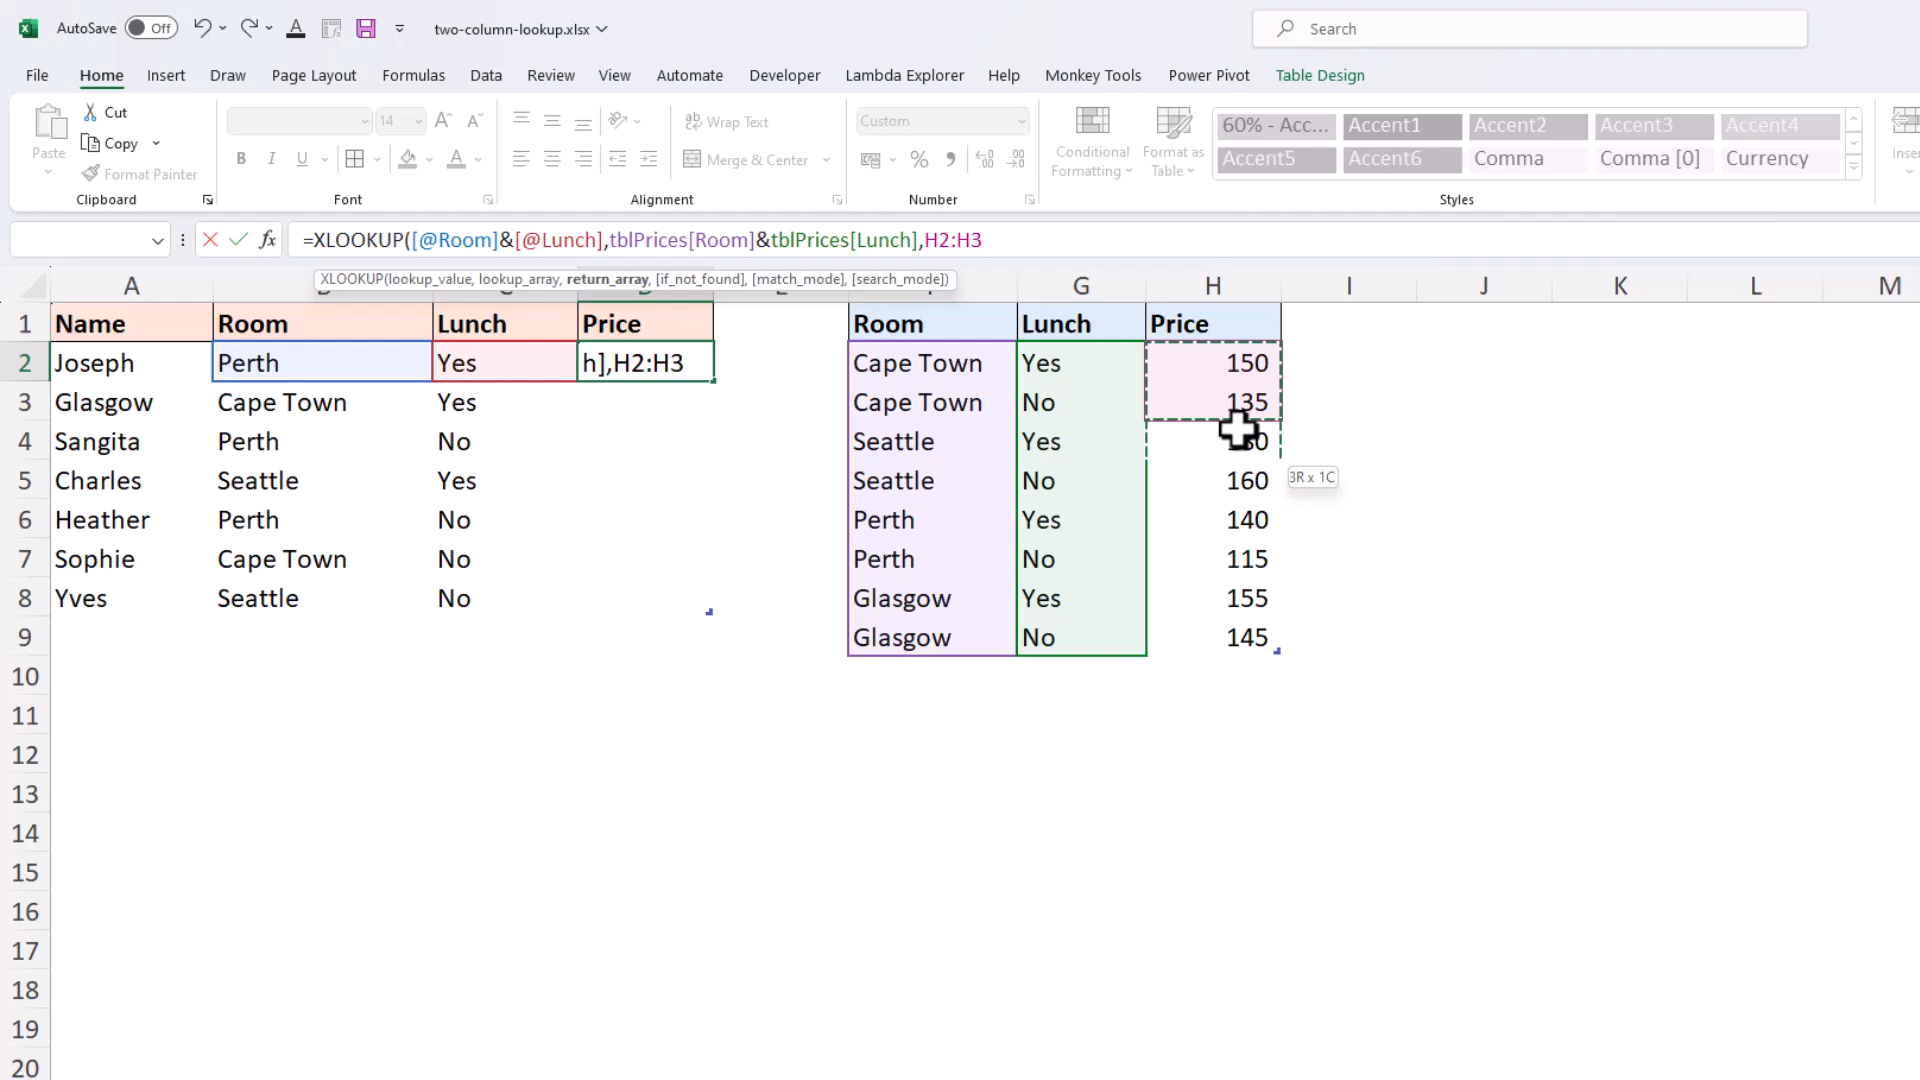 AutoSave Off two-column-lookup.xlsx Search
File Home Insert Draw Page Layout Formulas Data Review View Automate Developer Lambda Explorer Help Monkey Tools Power Pivot Table Design
Paste Cut Copy Format Painter
Clipboard
14
B I U A
Font
Wrap Text
Merge & Center
Alignment
Custom
%
Number
Conditional Formatting
Format as Table
60% - Acc... Accent1 Accent2 Accent3 Accent4
Accent5 Accent6 Comma Comma [0] Currency
Styles
=XLOOKUP([@Room]&[@Lunch],tblPrices[Room]&tblPrices[Lunch],H2:H3
XLOOKUP(lookup_value, lookup_array, return_array, [if_not_found], [match_mode], [search_mode])
A G H I J K L M
1 Name Room Lunch Price Room Lunch Price
2 Joseph Perth Yes h],H2:H3 Cape Town Yes 150
3 Glasgow Cape Town Yes Cape Town No 135
4 Sangita Perth No Seattle Yes
5 Charles Seattle Yes Seattle No 160
3R x 1C
6 Heather Perth No Perth Yes 140
7 Sophie Cape Town No Perth No 115
8 Yves Seattle No Glasgow Yes 155
9 Glasgow No 145
10
11
12
13
14
15
16
17
18
19
20